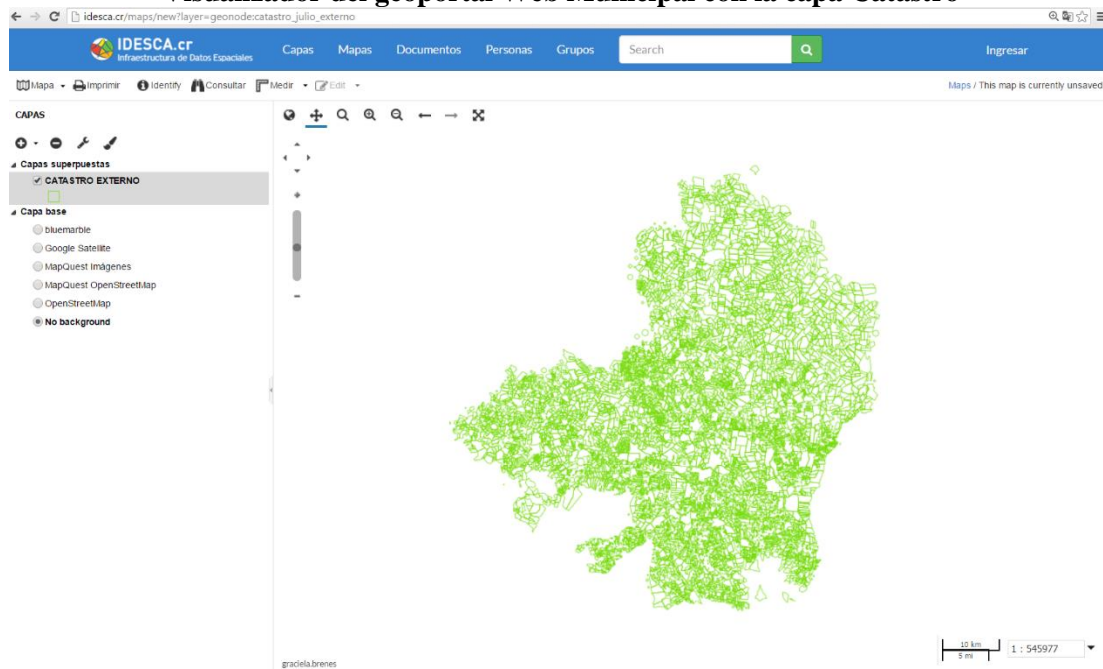 Visualizador del geoportal Web Municipal con la capa Catastro
idesca.cr/maps/new?layer=geonode:catastro_julio_externo
IDESCA.cr
Infraestructura de Datos Espaciales
Capas Mapas Documentos Personas Grupos Search Ingresar
Mapa Imprimir Identify Consultar Medir Edit Maps / This map is currently unsaved
CAPAS
Capas superpuestas
CATASTRO EXTERNO
Capa base
bluemarble
Google Satellite
MapQuest Imágenes
MapQuest OpenStreetMap
OpenStreetMap
No background
10 km
5 mi
1 : 545977
graciela.brenes